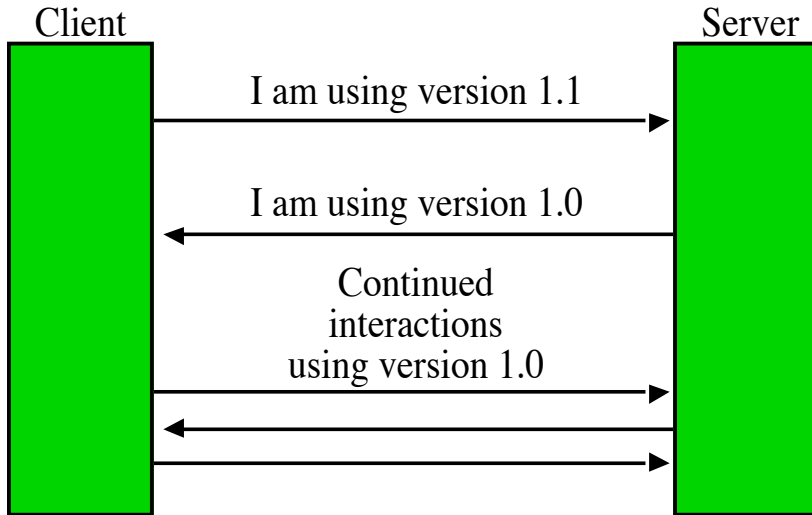 Client
Server
I am using version 1.1
I am using version 1.0
Continued
interactions
using version 1.0